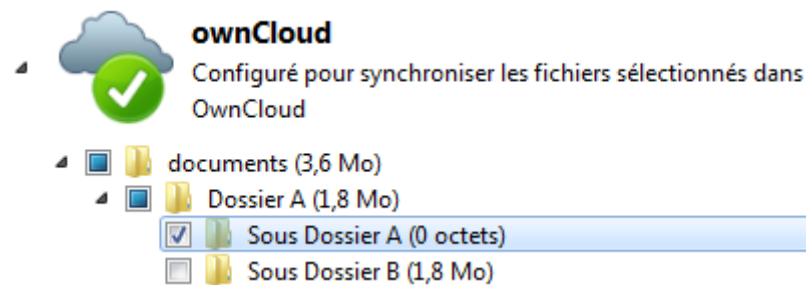 ownCloud
Configuré pour synchroniser les fichiers sélectionnés dans
OwnCloud
documents (3,6 Mo)
Dossier A (1,8 Mo)
Sous Dossier A (0 octets)
Sous Dossier B (1,8 Mo)